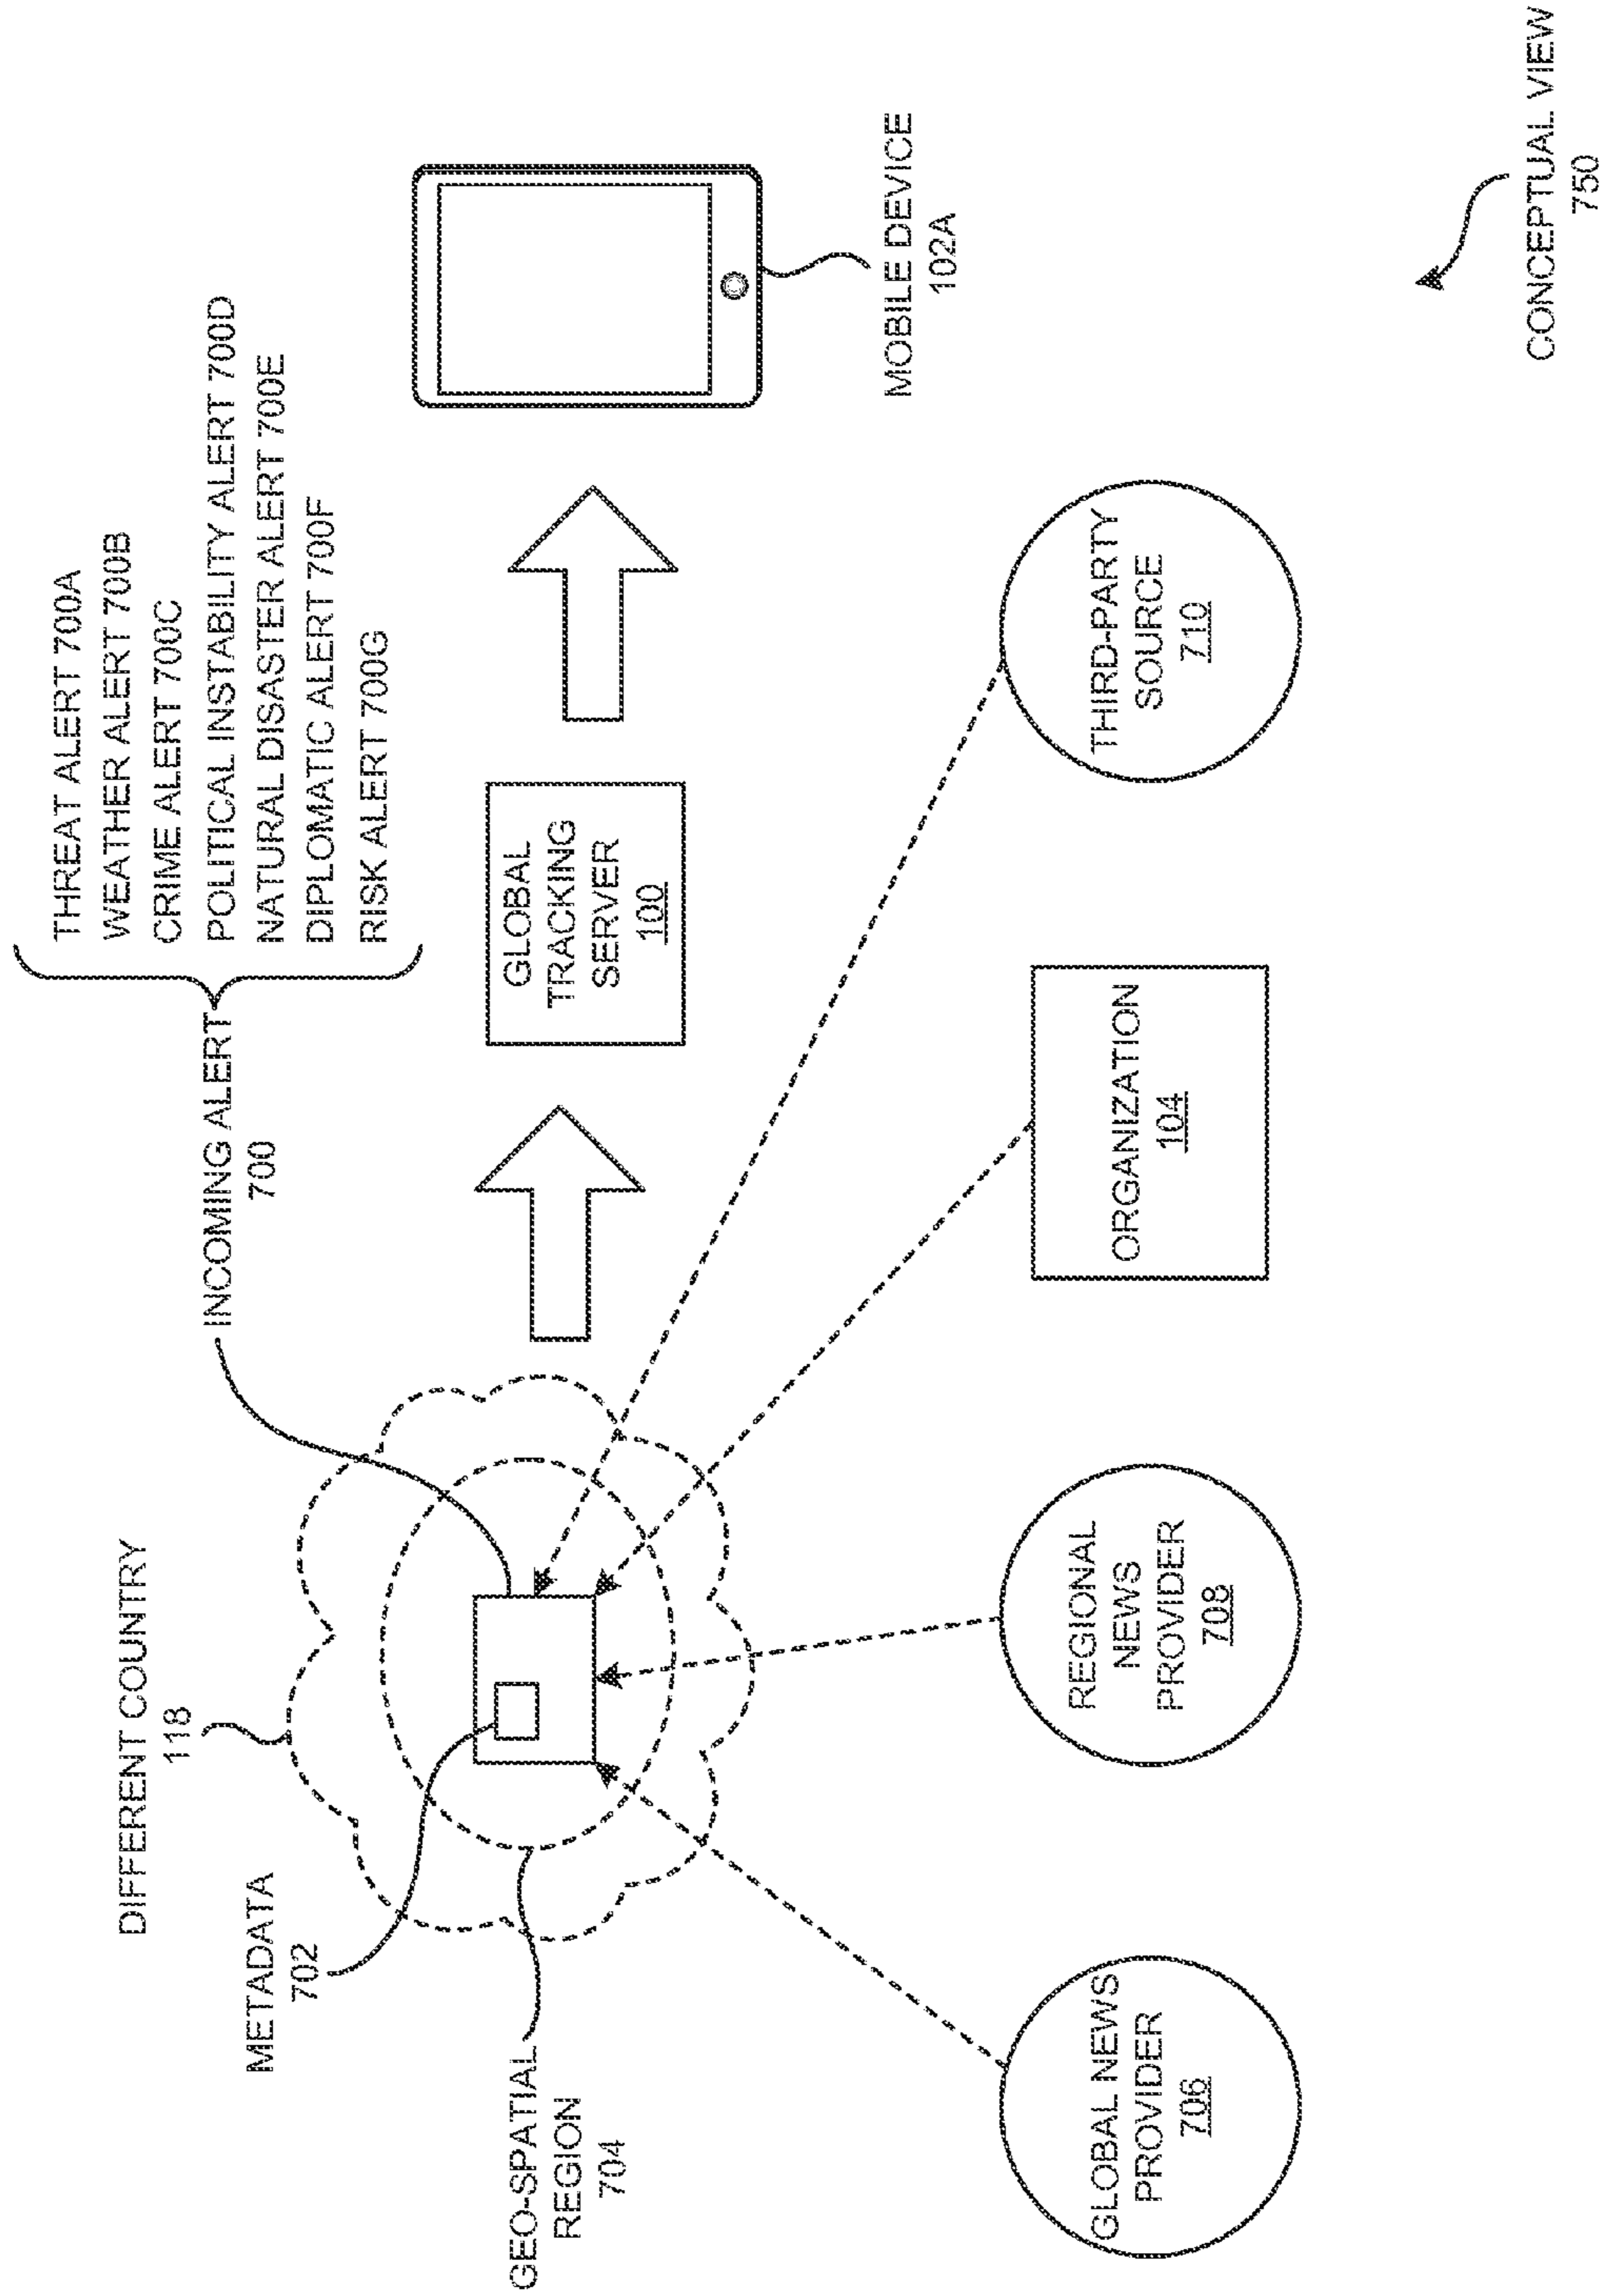 THREAT ALERT 700A
WEATHER ALERT 700B
CRIME ALERT 700C
POLITICAL INSTABILITY ALERT 700D
NATURAL DISASTER ALERT 700E
DIPLOMATIC ALERT 700F
RISK ALERT 700G
INCOMING ALERT
700
DIFFERENT COUNTRY
118
METADATA
702
GEO-SPATIAL
REGION
704
GLOBAL
TRACKING
SERVER
100
MOBILE DEVICE
102A
GLOBAL NEWS
PROVIDER
706
REGIONAL
NEWS
PROVIDER
708
ORGANIZATION
104
THIRD-PARTY
SOURCE
710
CONCEPTUAL VIEW
750